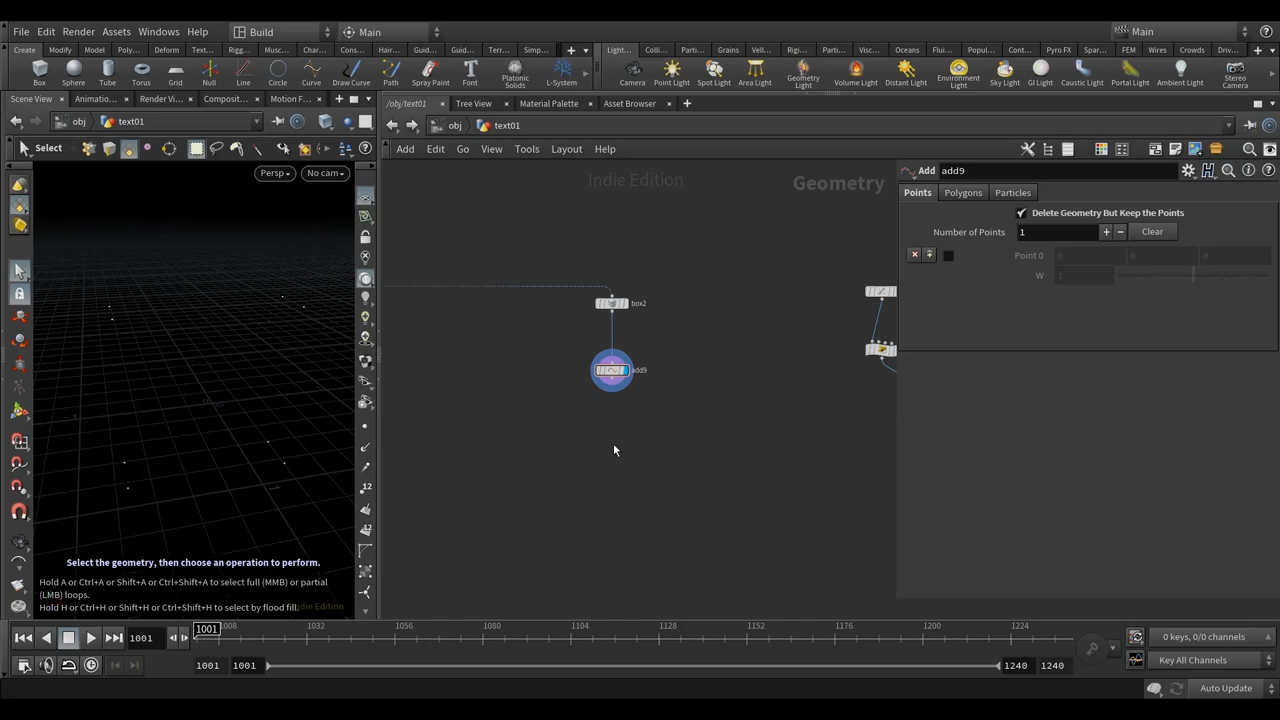 File Edit Render Assets Windows Help Build Main Main
Create Modify Model Poly... Deform Text... Rigg... Musc... Char... Cons... Hair... Guid... Guid... Terr... Simp... Light... Colli... Parti... Grains Vell... Rigi... Parti... Visc... Oceans Flui... Popul... Cont... Pyro FX Spar... FEM Wires Crowds Driv...
Box Sphere Tube Torus Grid Null Line Circle Curve Draw Curve Path Spray Paint Font Platonic Solids L-System Camera Point Light Spot Light Area Light Geometry Light Volume Light Distant Light Environment Light Sky Light GI Light Caustic Light Portal Light Ambient Light Stereo Camera
Scene View Animatio... Render Vi... Composit... Motion F... /obj/text01 Tree View Material Palette Asset Browser
obj text01 obj text01
Select Add Edit Go View Tools Layout Help
Persp No cam
Indie Edition Geometry
Add add9
Points Polygons Particles
Delete Geometry But Keep the Points
Number of Points 1 Clear
Point 0 0 0 0
W 1
box2
add9
12
12
Select the geometry, then choose an operation to perform.
Hold A or Ctrl+A or Shift+A or Ctrl+Shift+A to select full (MMB) or partial
(LMB) loops.
Hold H or Ctrl+H or Shift+H or Ctrl+Shift+H to select by flood fill.
Indie Edition
1001 1001 1008 1032 1056 1080 1104 1128 1152 1176 1200 1224 0 keys, 0/0 channels
1001 1001 1240 1240 Key All Channels
Auto Update